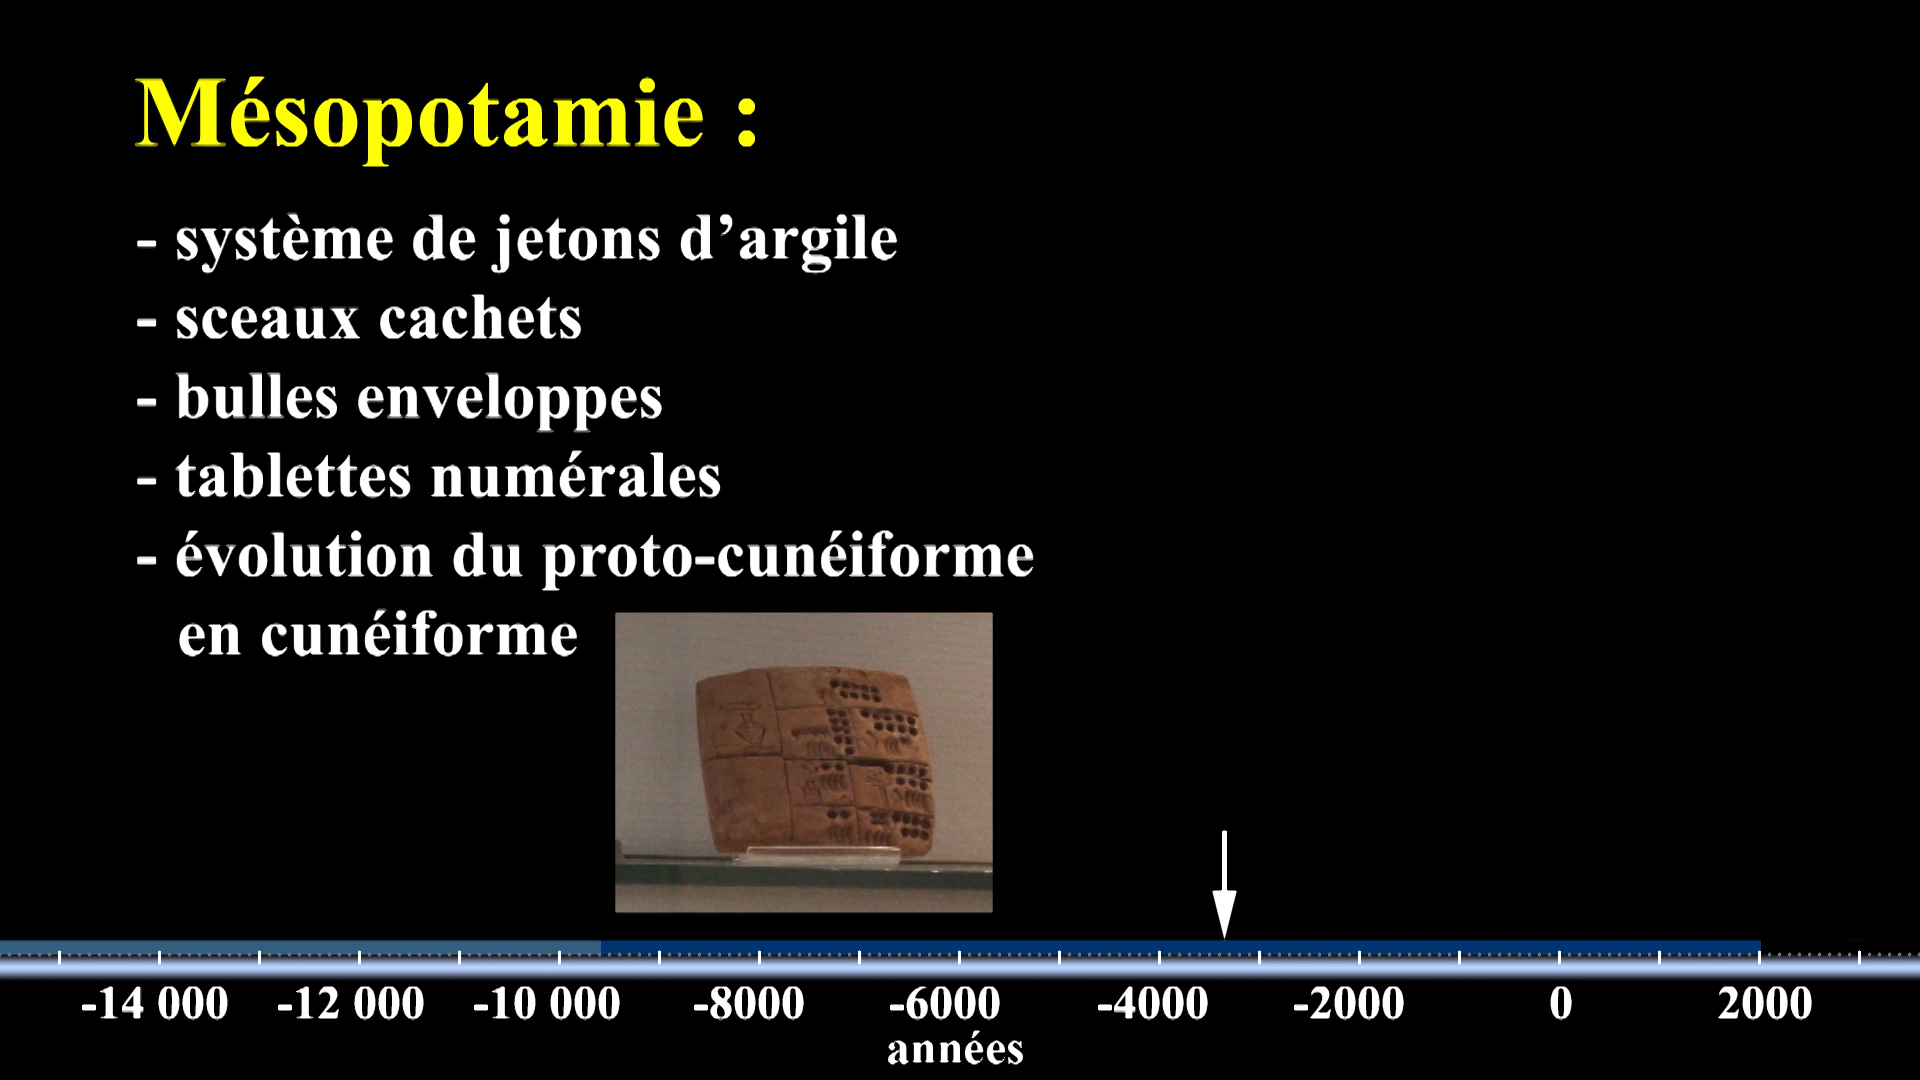 Mésopotamie :
- système de jetons d’argile
- sceaux cachets
- bulles enveloppes
- tablettes numérales
- évolution du proto-cunéiforme
en cunéiforme
-14 000 -12 000 -10 000 -8000 -6000 -4000 -2000 0 2000
années